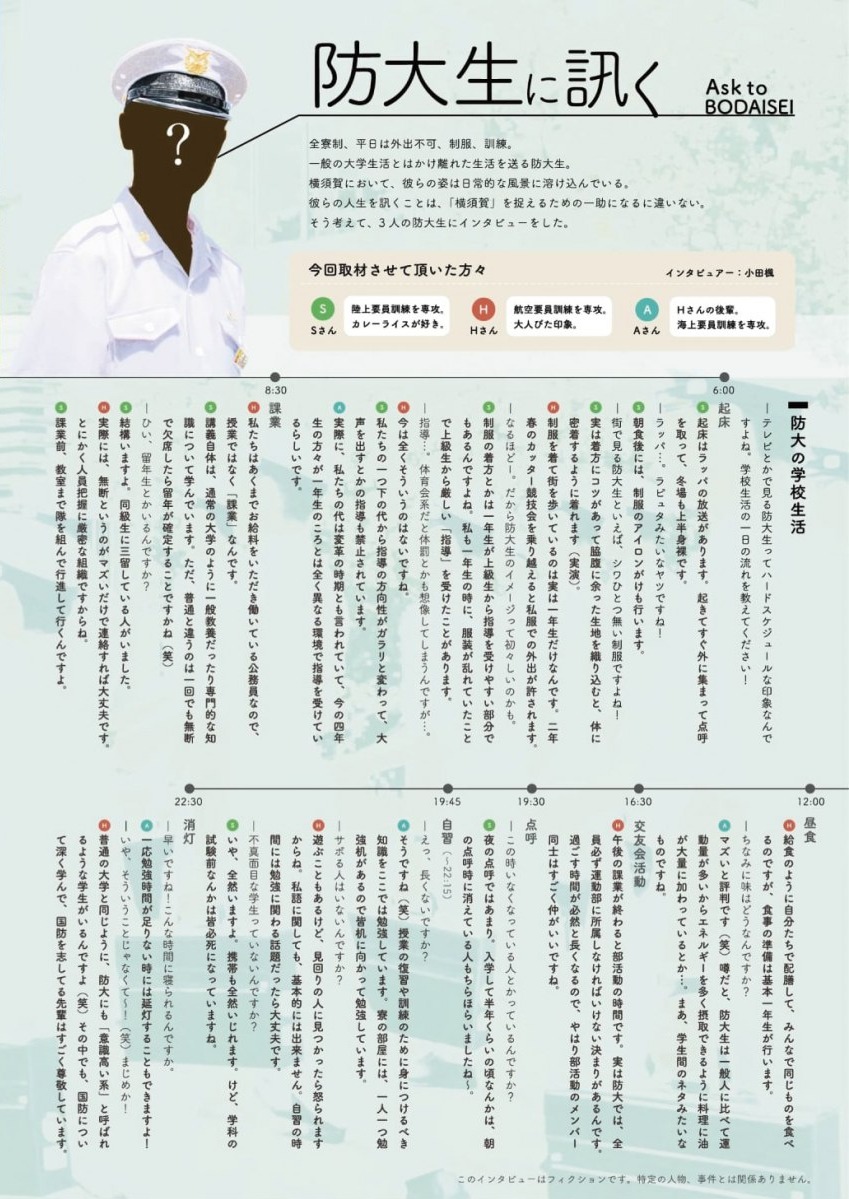 防大生に訊く
Ask to
BODAISEI
?
全寮制、平日は外出不可、制服、訓練。
一般の大学生活とはかけ離れた生活を送る防大生。
横須賀において、彼らの姿は日常的な風景に溶け込んでいる。
彼らの人生を訊くことは、「横須賀」を捉えるための一助になるに違いない。
そう考えて、3人の防大生にインタビューをした。
今回取材させて頂いた方々
インタビュアー：小田楓
S
Sさん
陸上要員訓練を専攻。
カレーライスが好き。
H
Hさん
航空要員訓練を専攻。
大人びた印象。
A
Aさん
Hさんの後輩。
海上要員訓練を専攻。
防大の学校生活
―テレビとかで見る防大生ってハードスケジュールな印象なんで
すよね。学校生活の一日の流れを教えてください！
6:00
起床
S 起床はラッパの放送があります。起きてすぐ外に集まって点呼
を取って、冬場も上半身裸です。
―ラッパ…。ラピュタみたいなヤツですね！
S 朝食後には、制服のアイロンがけも行います。
―街で見る防大生といえば、シワひとつ無い制服ですよね！
S 実は着方にコツがあって脇腹に余った生地を織り込むと、体に
密着するように着れます（実演）。
H 制服を着て街を歩いているのは実は一年生だけなんです。二年
春のカッター競技会を乗り越えると私服での外出が許されます。
―なるほどー。だから防大生のイメージって初々しいのかも。
S 制服の着方とかは一年生が上級生から指導を受けやすい部分で
もあるんですよね。私も一年生の時に、服装が乱れていたこと
で上級生から厳しい「指導」を受けたことがあります。
―指導…。体育会系だと体罰とかも想像してしまうんですが…。
H 今は全くそういうのはないですね。
S 私たちの一つ下の代から指導の方向性がガラリと変わって、大
声を出すとかの指導も禁止されています。
A 実際に、私たちの代は変革の時期とも言われていて、今の四年
生の方々が一年生のころとは全く異なる環境で指導を受けてい
るらしいです。
8:30
課業
H 私たちはあくまでお給料をいただき働いている公務員なので、
授業ではなく「課業」なんです。
S 講義自体は、通常の大学のように一般教養だったり専門的な知
識について学んでいます。ただ、普通と違うのは一回でも無断
で欠席したら留年が確定することですかね（笑）
―ひい、留年生とかいるんですか？
S 結構いますよ。同級生に三留している人がいました。
H 実際には、無断というのがマズいだけで連絡すれば大丈夫です。
とにかく人員把握に厳密な組織ですからね。
S 課業前、教室まで隊を組んで行進して行くんですよ。
12:00
昼食
H 給食のように自分たちで配膳して、みんなで同じものを食べ
るのですが、食事の準備は基本一年生が行います。
―ちなみに味はどうなんですか？
A マズいと評判です（笑）噂だと、防大生は一般人に比べて運
動量が多いからエネルギーを多く摂取できるように料理に油
が大量に加わっているとか…。まあ、学生間のネタみたいな
ものですね。
16:30
交友会活動
H 午後の課業が終わると部活動の時間です。実は防大では、全
員必ず運動部に所属しなければいけない決まりがあるんです。
過ごす時間が必然と長くなるので、やはり部活動のメンバー
同士はすごく仲がいいですね。
19:30
点呼
―この時いなくなっている人とかっているんですか？
S 夜の点呼ではあまり。入学して半年くらいの頃なんかは、朝
の点呼時に消えている人もちらほらいましたね～。
19:45
自習（～22:15）
―えっ、長くないですか？
A そうですね（笑）授業の復習や訓練のために身につけるべき
知識をここでは勉強しています。寮の部屋には、一人一つ勉
強机があるので皆机に向かって勉強しています。
―サボる人はいないんですか？
H 遊ぶこともあるけど、見回りの人に見つかったら怒られます
からね。私語に関しても、基本的には出来ません。自習の時
間には勉強に関わる話題だったら大丈夫です。
―不真面目な学生っていないんですか？
S いや、全然いますよ。携帯も全然いじれます。けど、学科の
試験前なんかは皆必死になっていますね。
22:30
消灯
―早いですね！こんな時間に寝られるんですか。
A 一応勉強時間が足りない時には延灯することもできますよ！
―いや、そういうことじゃなくて～！（笑）まじめか！
H 普通の大学と同じように、防大にも「意識高い系」と呼ばれ
るような学生がいるんですよ（笑）その中でも、国防につい
て深く学んで、国防を志してる先輩はすごく尊敬しています。
このインタビューはフィクションです。特定の人物、事件とは関係ありません。